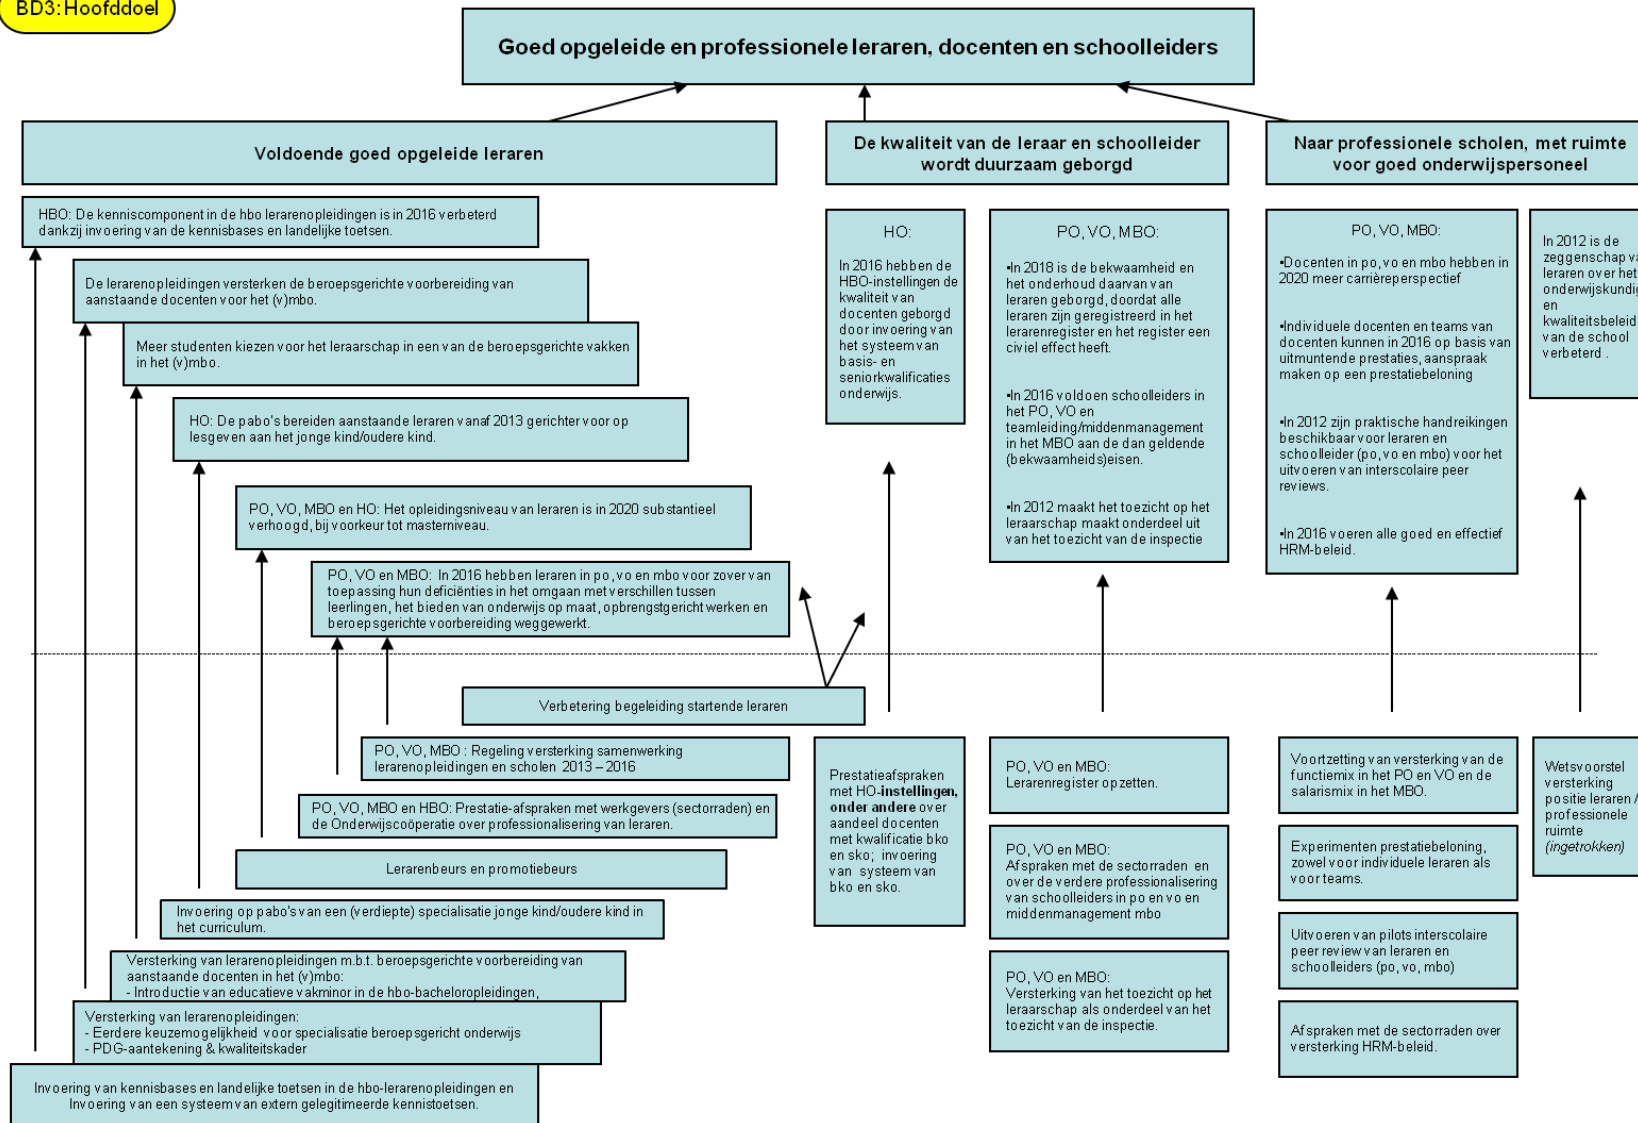 BD3: Hoofddoel
Goed opgeleide en professionele leraren, docenten en schoolleiders
Voldoende goed opgeleide leraren
De kwaliteit van de leraar en schoolleider
wordt duurzaam geborgd
Naar professionele scholen, met ruimte
voor goed onderwijspersoneel
HBO: De kenniscomponent in de hbo lerarenopleidingen is in 2016 verbeterd
dankzij invoering van de kennisbases en landelijke toetsen.
De lerarenopleidingen versterken de beroepsgerichte voorbereiding van
aanstaande docenten voor het (v)mbo.
Meer studenten kiezen voor het leraarschap in een van de beroepsgerichte vakken
in het (v)mbo.
HO: De pabo's bereiden aanstaande leraren vanaf 2013 gerichter voor op
lesgeven aan het jonge kind/oudere kind.
PO, VO, MBO en HO: Het opleidingsniveau van leraren is in 2020 substantieel
verhoogd, bij voorkeur tot masterniveau.
PO, VO en MBO: In 2016 hebben leraren in po, vo en mbo voor zover van
toepassing hun deficiënties in het omgaan met verschillen tussen
leerlingen, het bieden van onderwijs op maat, opbrengstgericht werken en
beroepsgerichte voorbereiding weggewerkt.
HO:
In 2016 hebben de
HBO-instellingen de
kwaliteit van
docenten geborgd
door invoering van
het systeem van
basis- en
seniorkwalificaties
onderwijs.
PO, VO, MBO:
•In 2018 is de bekwaamheid en
het onderhoud daarvan van
leraren geborgd, doordat alle
leraren zijn geregistreerd in het
lerarenregister en het register een
civiel effect heeft.
•In 2016 voldoen schoolleiders in
het PO, VO en
teamleiding/middenmanagement
in het MBO aan de dan geldende
(bekwaamheids)eisen.
•In 2012 maakt het toezicht op het
leraarschap maakt onderdeel uit
van het toezicht van de inspectie
PO, VO, MBO:
•Docenten in po, vo en mbo hebben in
2020 meer carrièreperspectief
•Individuele docenten en teams van
docenten kunnen in 2016 op basis van
uitmuntende prestaties, aanspraak
maken op een prestatiebeloning
•In 2012 zijn praktische handreikingen
beschikbaar voor leraren en
schoolleider (po, vo en mbo) voor het
uitvoeren van interscolaire peer
reviews.
•In 2016 voeren alle goed en effectief
HRM-beleid.
In 2012 is de
zeggenschap va
leraren over het
onderwijskundig
en
kwaliteitsbeleid
van de school
verbeterd .
Verbetering begeleiding startende leraren
PO, VO, MBO : Regeling versterking samenwerking
lerarenopleidingen en scholen 2013 – 2016
PO, VO, MBO en HBO: Prestatie-afspraken met werkgevers (sectorraden) en
de Onderwijscoöperatie over professionalisering van leraren.
Lerarenbeurs en promotiebeurs
Invoering op pabo's van een (verdiepte) specialisatie jonge kind/oudere kind in
het curriculum.
Versterking van lerarenopleidingen m.b.t. beroepsgerichte voorbereiding van
aanstaande docenten in het (v)mbo:
- Introductie van educatieve vakminor in de hbo-bacheloropleidingen,
Versterking van lerarenopleidingen:
- Eerdere keuzemogelijkheid voor specialisatie beroepsgericht onderwijs
- PDG-aantekening & kwaliteitskader
Invoering van kennisbases en landelijke toetsen in de hbo-lerarenopleidingen en
Invoering van een systeem van extern gelegitimeerde kennistoetsen.
Prestatieafspraken
met HO-instellingen,
onder andere over
aandeel docenten
met kwalificatie bko
en sko; invoering
van systeem van
bko en sko.
PO, VO en MBO:
Lerarenregister opzetten.
PO, VO en MBO:
Afspraken met de sectorraden en
over de verdere professionalisering
van schoolleiders in po en vo en
middenmanagement mbo
PO, VO en MBO:
Versterking van het toezicht op het
leraarschap als onderdeel van het
toezicht van de inspectie.
Voortzetting van versterking van de
functiemix in het PO en VO en de
salarismix in het MBO.
Experimenten prestatiebeloning,
zowel voor individuele leraren als
voor teams.
Uitvoeren van pilots interscolaire
peer review van leraren en
schoolleiders (po, vo, mbo)
Afspraken met de sectorraden over
versterking HRM-beleid.
Wetsvoorstel
versterking
positie leraren /
professionele
ruimte
(ingetrokken)